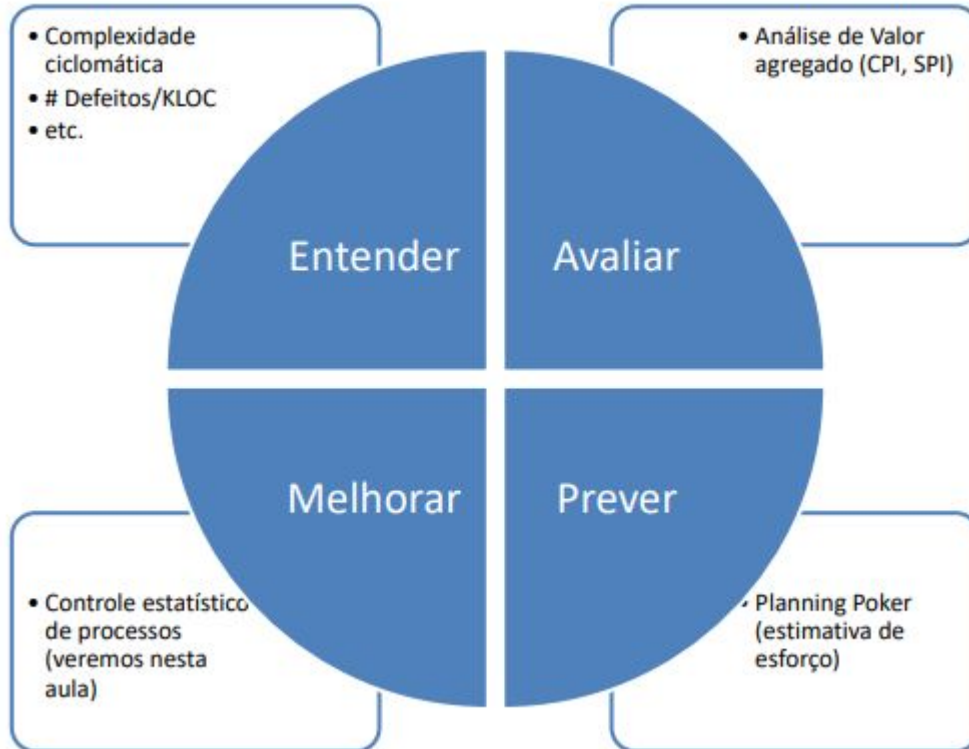 • Complexidade
ciclomática
• # Defeitos/KLOC
• etc.
• Análise de Valor
agregado (CPI, SPI)
Entender
Avaliar
Melhorar
Prever
• Controle estatístico
de processos
(veremos nesta
aula)
• Planning Poker
(estimativa de
esforço)